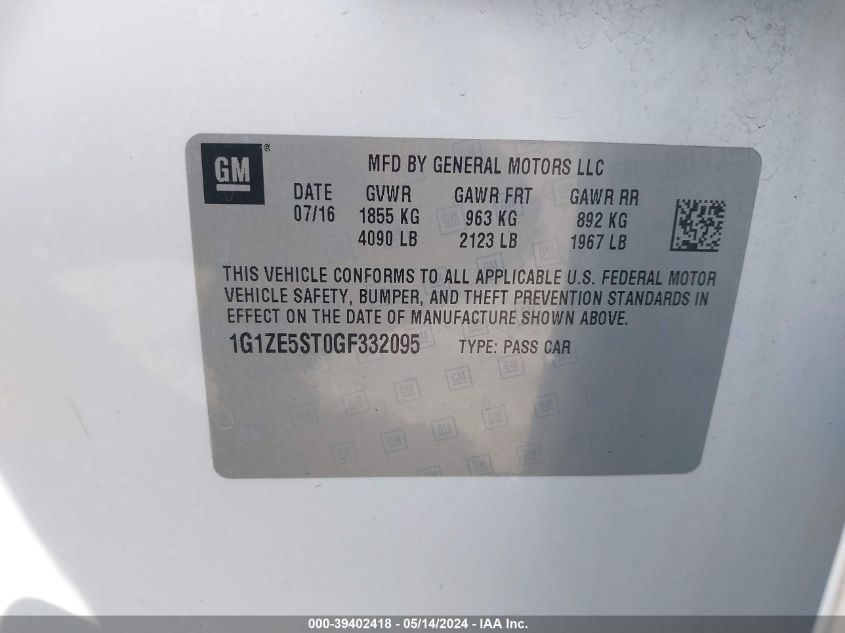 GM ®
MFD BY GENERAL MOTORS LLC
DATE GVWR GAWR FRT GAWR RR
07/16 1855 KG 963 KG 892 KG
4090 LB 2123 LB 1967 LB
THIS VEHICLE CONFORMS TO ALL APPLICABLE U.S. FEDERAL MOTOR
VEHICLE SAFETY, BUMPER, AND THEFT PREVENTION STANDARDS IN
EFFECT ON THE DATE OF MANUFACTURE SHOWN ABOVE.
1G1ZE5ST0GF332095 TYPE: PASS CAR
000-39402418 - 05/14/2024 - IAA Inc.